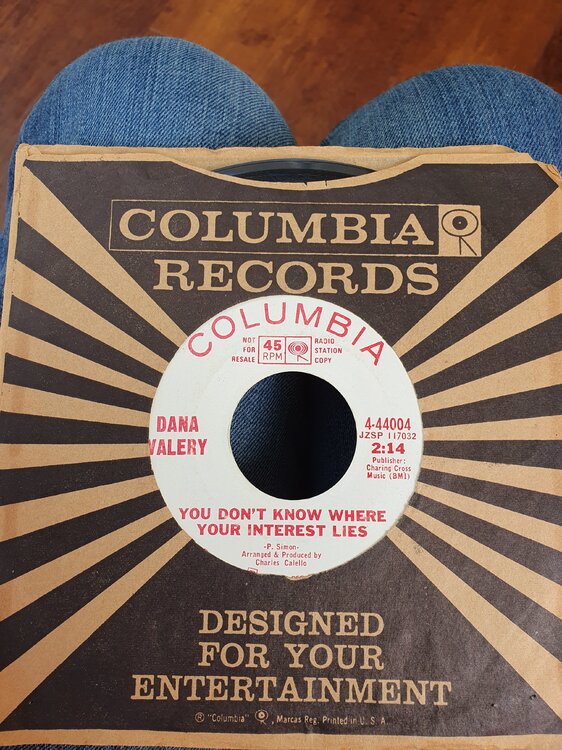 COLUMBIA
RECORDS
COLUMBIA
NOT
FOR
RESALE
45
RPM
RADIO
STATION
COPY
DANA
VALERY
4-44004
JZSP 117032
2:14
Publisher:
Charing Cross
Music (BMI)
YOU DON'T KNOW WHERE
YOUR INTEREST LIES
-P. Simon-
Arranged & Produced by
Charles Calello
DESIGNED
FOR YOUR
ENTERTAINMENT
® "Columbia" , Marcas Reg. Printed in U. S. A.